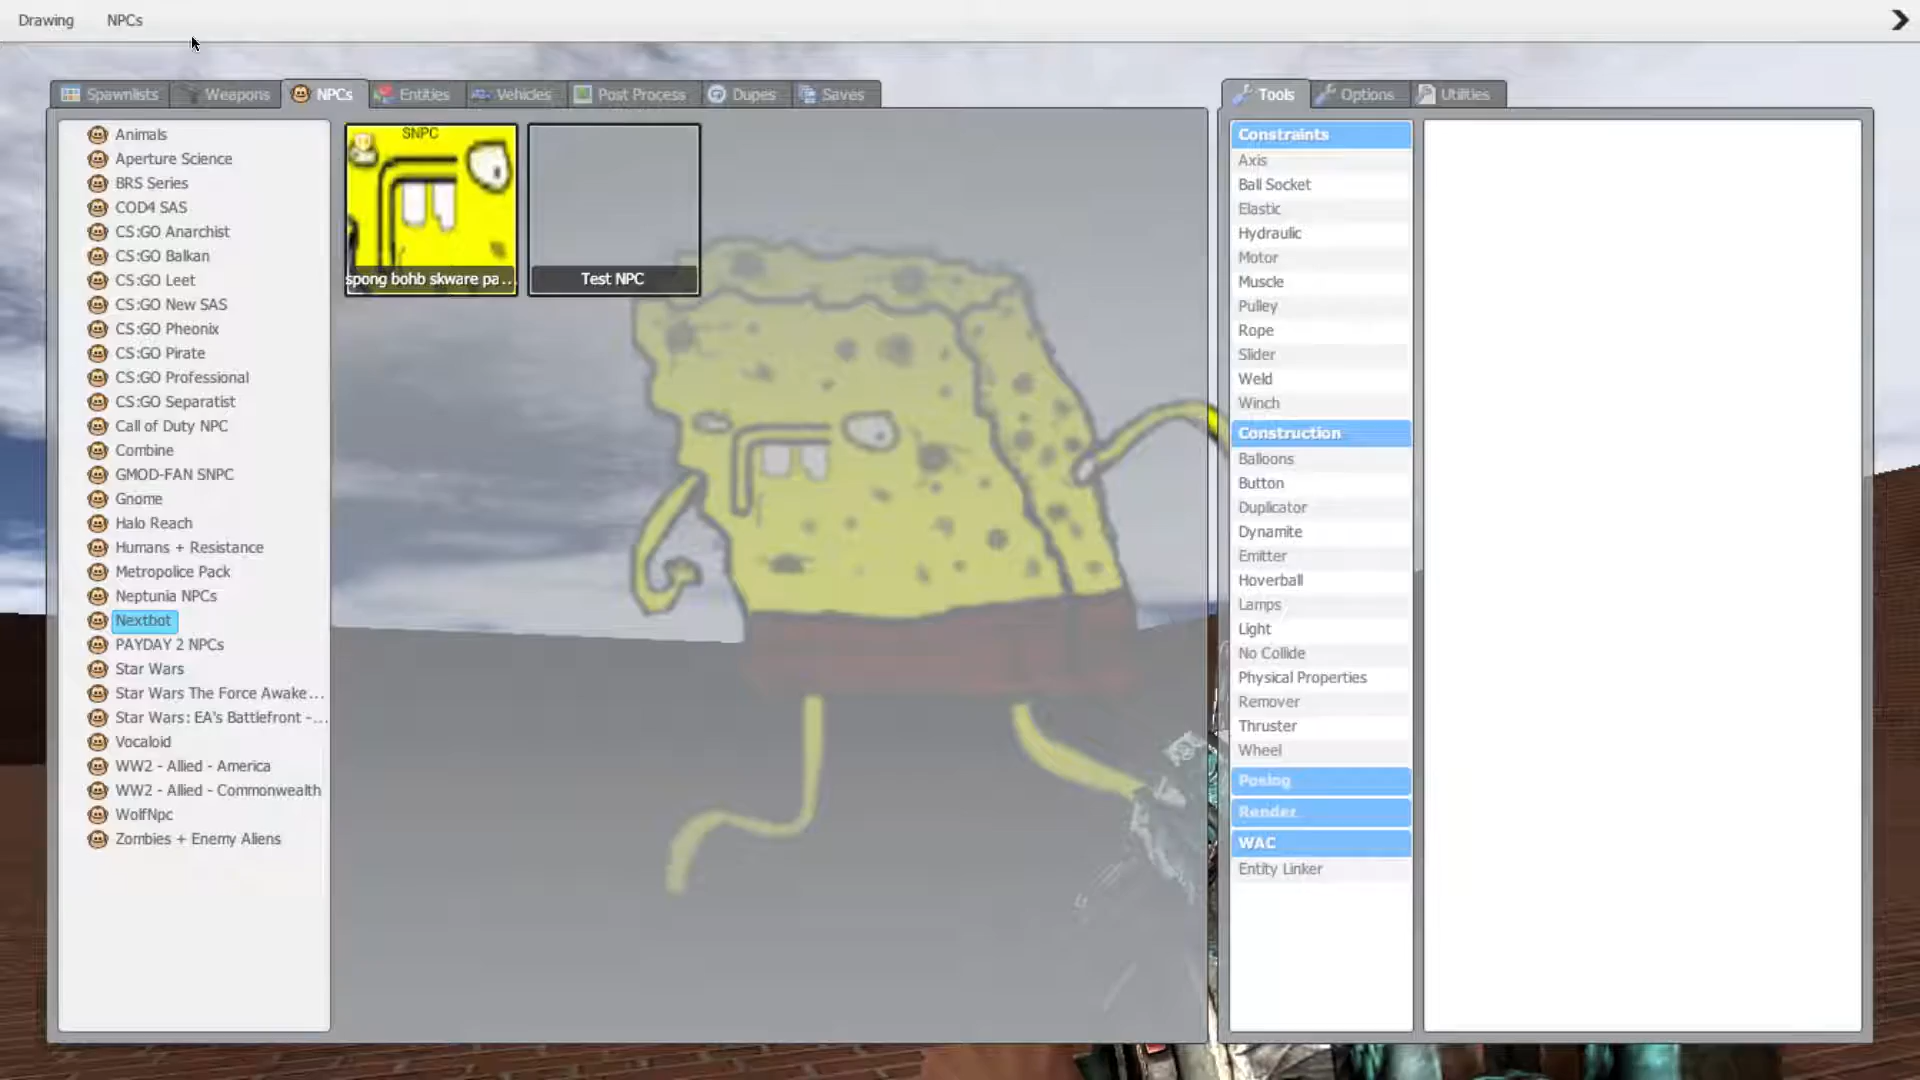 Drawing NPCs
Spawnlists Weapons NPCs Entities Vehicles Post Process Dupes Saves
Animals
Aperture Science
BRS Series
COD4 SAS
CS:GO Anarchist
CS:GO Balkan
CS:GO Leet
CS:GO New SAS
CS:GO Pheonix
CS:GO Pirate
CS:GO Professional
CS:GO Separatist
Call of Duty NPC
Combine
GMOD-FAN SNPC
Gnome
Halo Reach
Humans + Resistance
Metropolice Pack
Neptunia NPCs
Nextbot
PAYDAY 2 NPCs
Star Wars
Star Wars The Force Awake...
Star Wars: EA's Battlefront -...
Vocaloid
WW2 - Allied - America
WW2 - Allied - Commonwealth
WolfNpc
Zombies + Enemy Aliens
SNPC
spong bohb skware pa...
Test NPC
Tools Options Utilities
Constraints
Axis
Ball Socket
Elastic
Hydraulic
Motor
Muscle
Pulley
Rope
Slider
Weld
Winch
Construction
Balloons
Button
Duplicator
Dynamite
Emitter
Hoverball
Lamps
Light
No Collide
Physical Properties
Remover
Thruster
Wheel
Posing
Render
WAC
Entity Linker